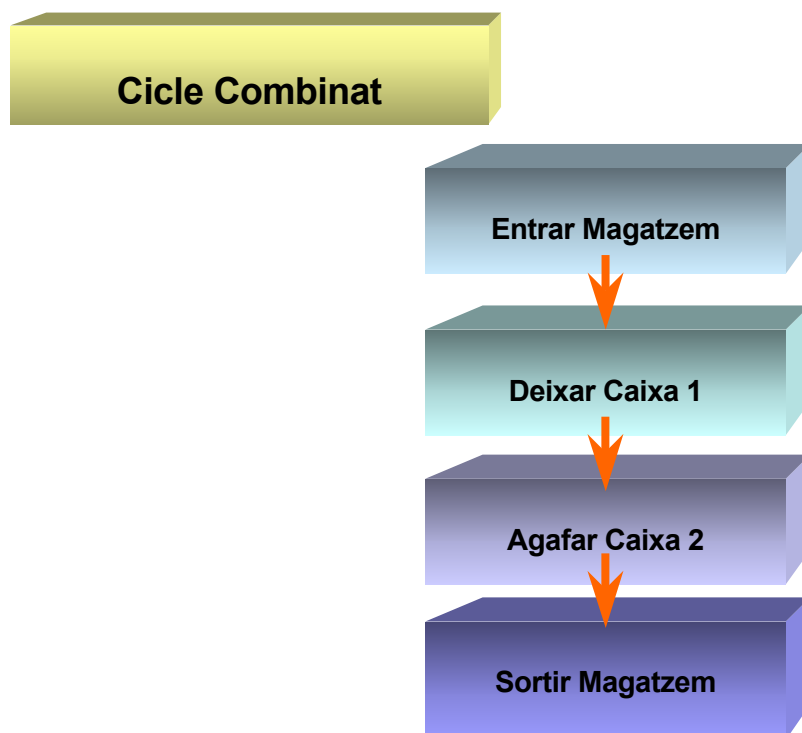 Cicle Combinat
Entrar Magatzem
Deixar Caixa 1
Agafar Caixa 2
Sortir Magatzem